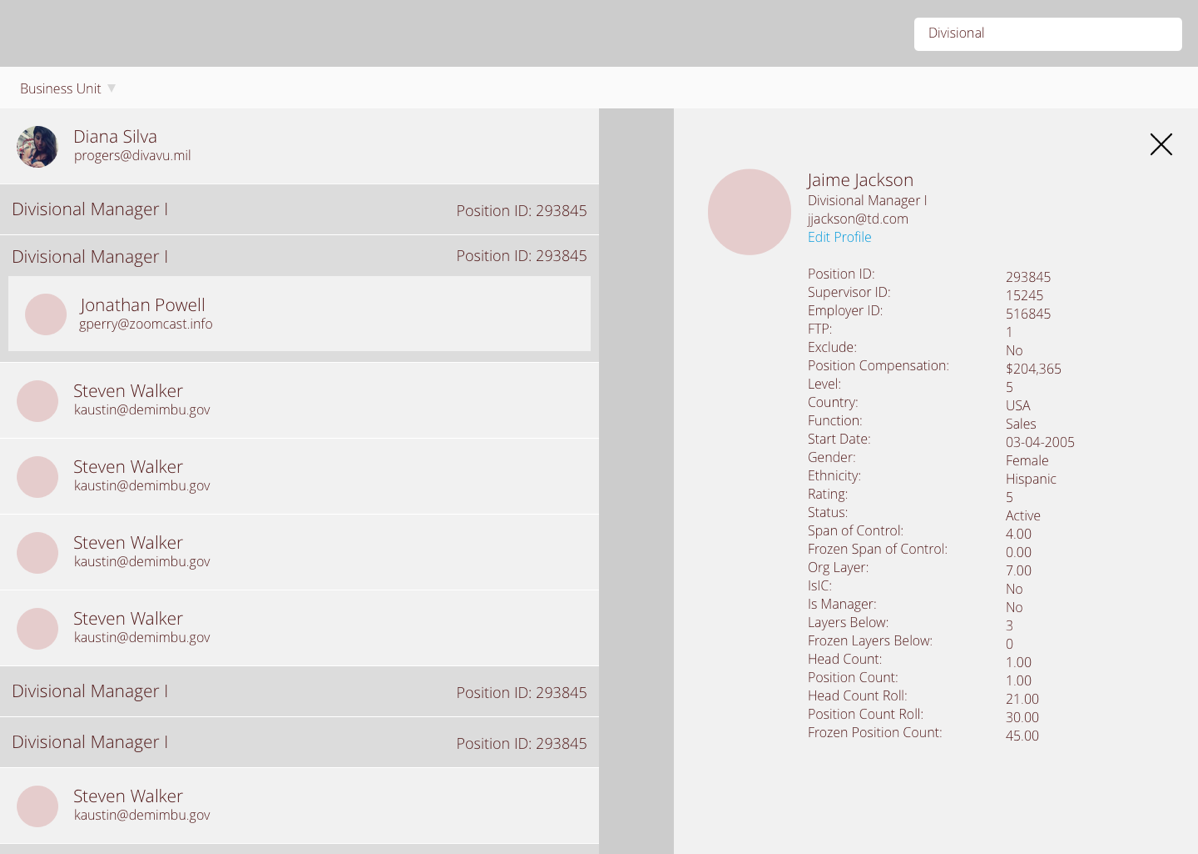 Divisional
Business Unit
Diana Silva
progers@divavu.mil
Divisional Manager I Position ID: 293845
Divisional Manager I Position ID: 293845
Jonathan Powell
gperry@zoomcast.info
Steven Walker
kaustin@demimbu.gov
Steven Walker
kaustin@demimbu.gov
Steven Walker
kaustin@demimbu.gov
Steven Walker
kaustin@demimbu.gov
Divisional Manager I Position ID: 293845
Divisional Manager I Position ID: 293845
Steven Walker
kaustin@demimbu.gov
Jaime Jackson
Divisional Manager I
jjackson@td.com
Edit Profile
Position ID: 293845
Supervisor ID: 15245
Employer ID: 516845
FTP: 1
Exclude: No
Position Compensation: $204,365
Level: 5
Country: USA
Function: Sales
Start Date: 03-04-2005
Gender: Female
Ethnicity: Hispanic
Rating: 5
Status: Active
Span of Control: 4.00
Frozen Span of Control: 0.00
Org Layer: 7.00
IsIC: No
Is Manager: No
Layers Below: 3
Frozen Layers Below: 0
Head Count: 1.00
Position Count: 1.00
Head Count Roll: 21.00
Position Count Roll: 30.00
Frozen Position Count: 45.00